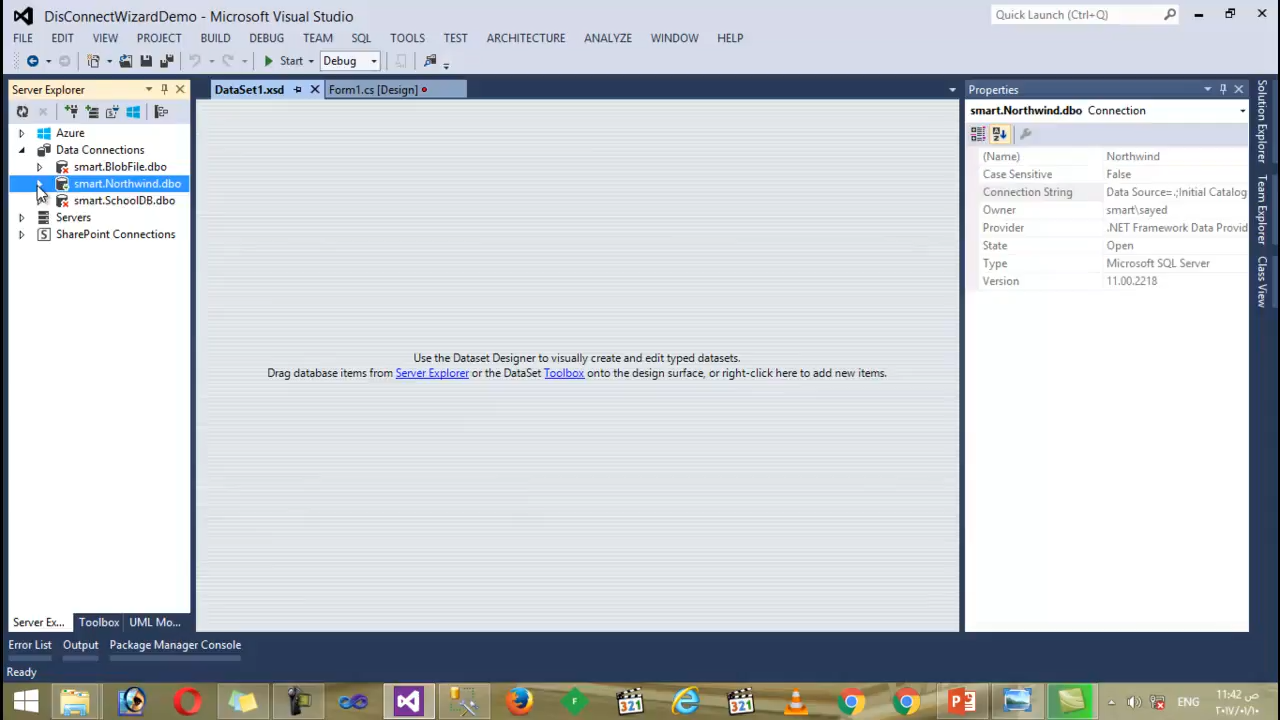 DisConnectWizardDemo - Microsoft Visual Studio
Quick Launch (Ctrl+Q)
FILE EDIT VIEW PROJECT BUILD DEBUG TEAM SQL TOOLS TEST ARCHITECTURE ANALYZE WINDOW HELP
Start Debug
Server Explorer
Azure
Data Connections
smart.BlobFile.dbo
smart.Northwind.dbo
smart.SchoolDB.dbo
Servers
SharePoint Connections
DataSet1.xsd Form1.cs [Design]
Use the Dataset Designer to visually create and edit typed datasets.
Drag database items from Server Explorer or the DataSet Toolbox onto the design surface, or right-click here to add new items.
Properties
smart.Northwind.dbo Connection
(Name) Northwind
Case Sensitive False
Connection String Data Source=.;Initial Catalog
Owner smart\sayed
Provider .NET Framework Data Provid
State Open
Type Microsoft SQL Server
Version 11.00.2218
Solution Explorer
Team Explorer
Class View
Server Ex... Toolbox UML Mo...
Error List Output Package Manager Console
Ready
F
321
321
ENG
11:42 ص
٢٠١٧/٠١/١٠